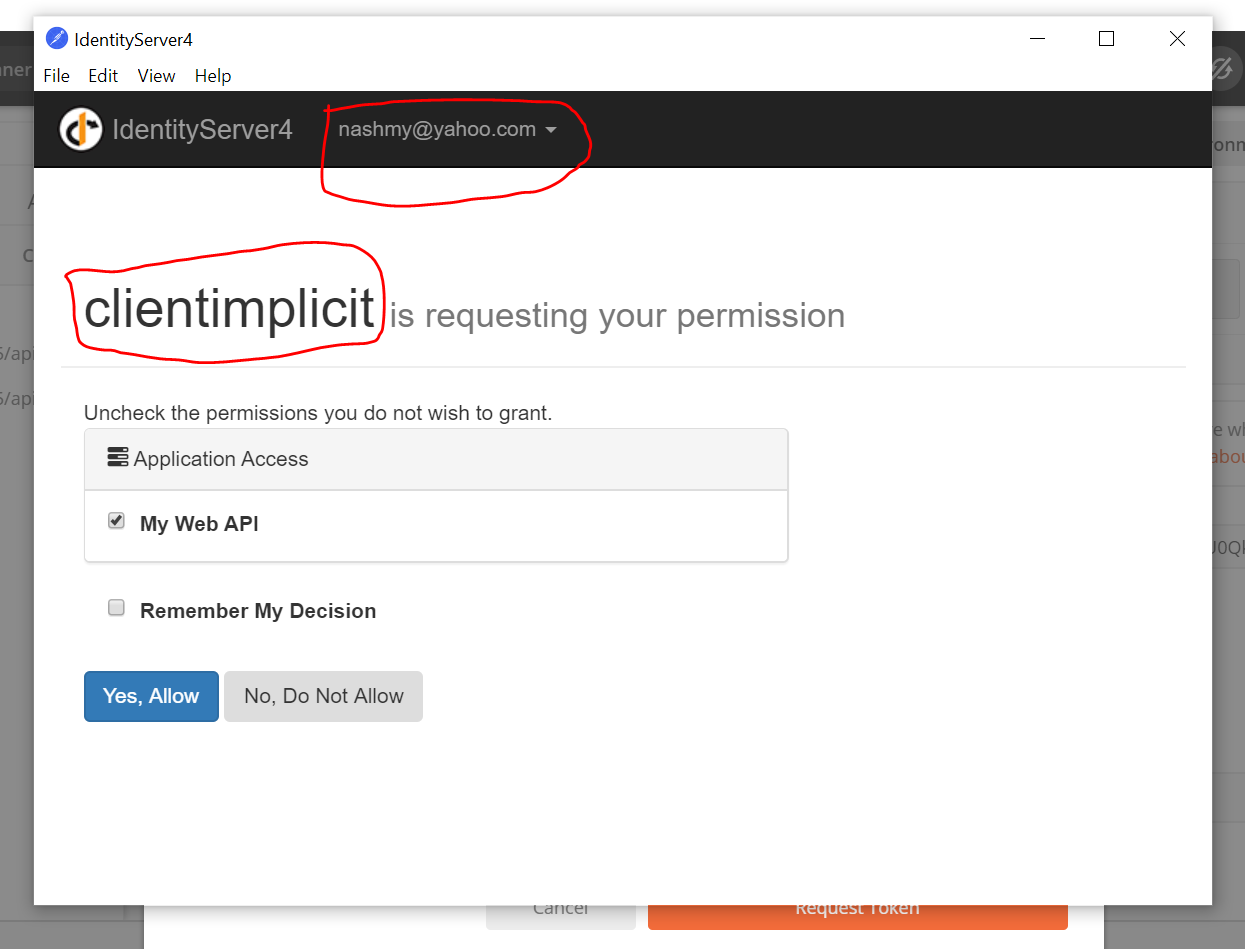 IdentityServer4
File Edit View Help
IdentityServer4 nashmy@yahoo.com
clientimplicit is requesting your permission
Uncheck the permissions you do not wish to grant.
Application Access
My Web API
Remember My Decision
Yes, Allow No, Do Not Allow
Cancel Request Token